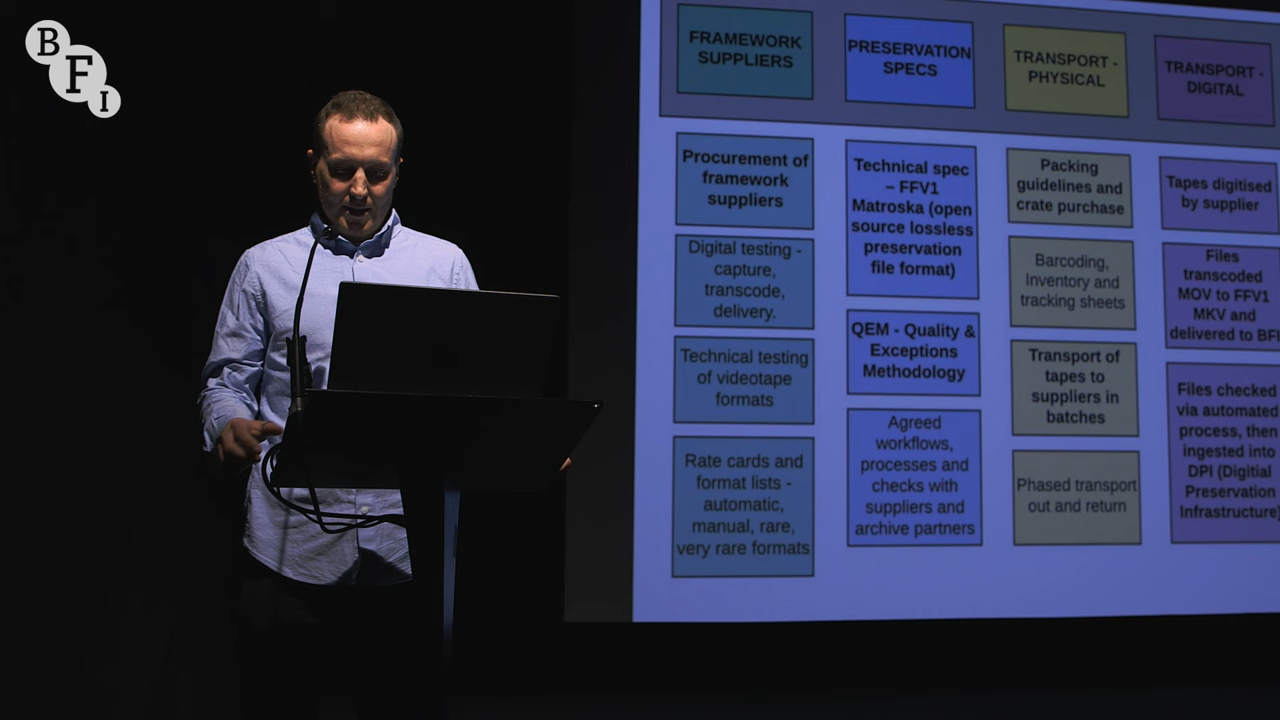 B
F
I
FRAMEWORK
SUPPLIERS
PRESERVATION
SPECS
TRANSPORT -
PHYSICAL
TRANSPORT -
DIGITAL
Procurement of
framework
suppliers
Digital testing -
capture,
transcode,
delivery.
Technical testing
of videotape
formats
Rate cards and
format lists -
automatic,
manual, rare,
very rare formats
Technical spec
– FFV1
Matroska (open
source lossless
preservation
file format)
QEM - Quality &
Exceptions
Methodology
Agreed
workflows,
processes and
checks with
suppliers and
archive partners
Packing
guidelines and
crate purchase
Barcoding,
Inventory and
tracking sheets
Transport of
tapes to
suppliers in
batches
Phased transport
out and return
Tapes digitised
by supplier
Files
transcoded
MOV to FFV1
MKV and
delivered to BFI
Files checked
via automated
process, then
ingested into
DPI (Digitial
Preservation
Infrastructure)